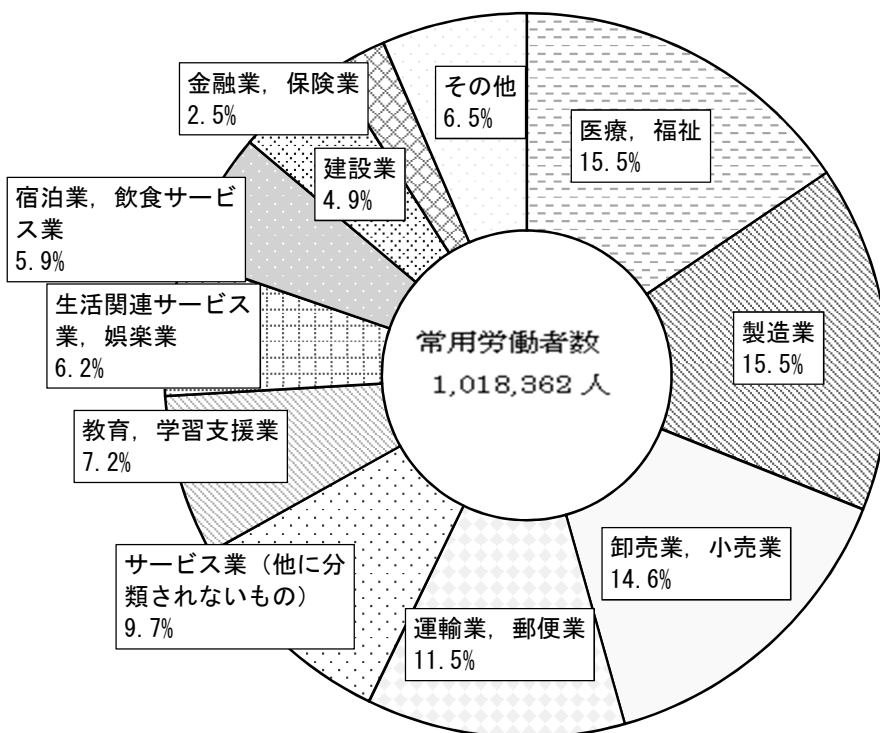 金融業，保険業
2.5%
その他
6.5%
医療，福祉
15.5%
建設業
4.9%
宿泊業，飲食サービ
ス業
5.9%
生活関連サービス
業，娯楽業
6.2%
常用労働者数
1,018,362 人
製造業
15.5%
教育，学習支援業
7.2%
サービス業（他に分
類されないもの）
9.7%
運輸業，郵便業
11.5%
卸売業，小売業
14.6%